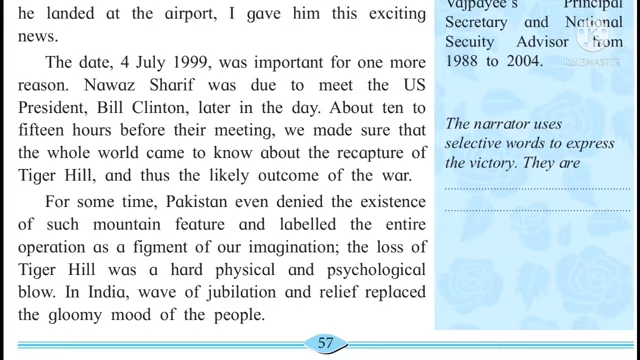 he landed at the airport, I gave him this exciting
news.
The date, 4 July 1999, was important for one more
reason. Nawaz Sharif was due to meet the US
President, Bill Clinton, later in the day. About ten to
fifteen hours before their meeting, we made sure that
the whole world came to know about the recapture of
Tiger Hill, and thus the likely outcome of the war.
For some time, Pakistan even denied the existence
of such mountain feature and labelled the entire
operation as a figment of our imagination; the loss of
Tiger Hill was a hard physical and psychological
blow. In India, wave of jubilation and relief replaced
the gloomy mood of the people.
Vajpayee's Principal
Secretary and National
Secuity Advisor from
1988 to 2004.
KINEMASTER
The narrator uses
selective words to express
the victory. They are
57